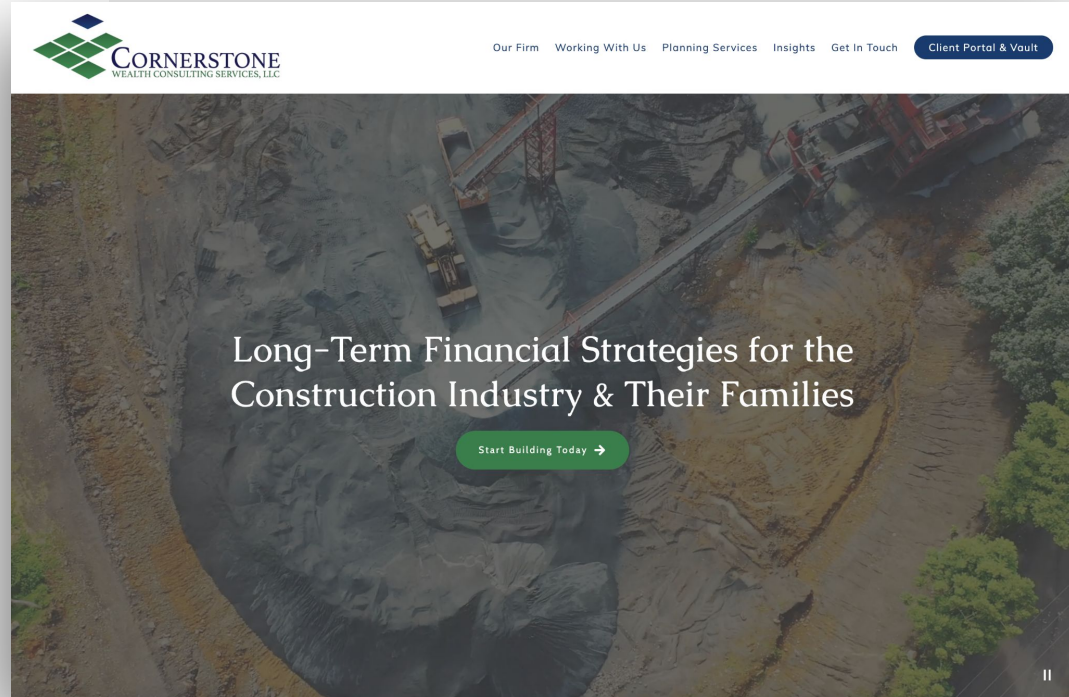 CORNERSTONE
WEALTH CONSULTING SERVICES, LLC
Our Firm Working With Us Planning Services Insights Get In Touch Client Portal & Vault
Long-Term Financial Strategies for the
Construction Industry & Their Families
Start Building Today